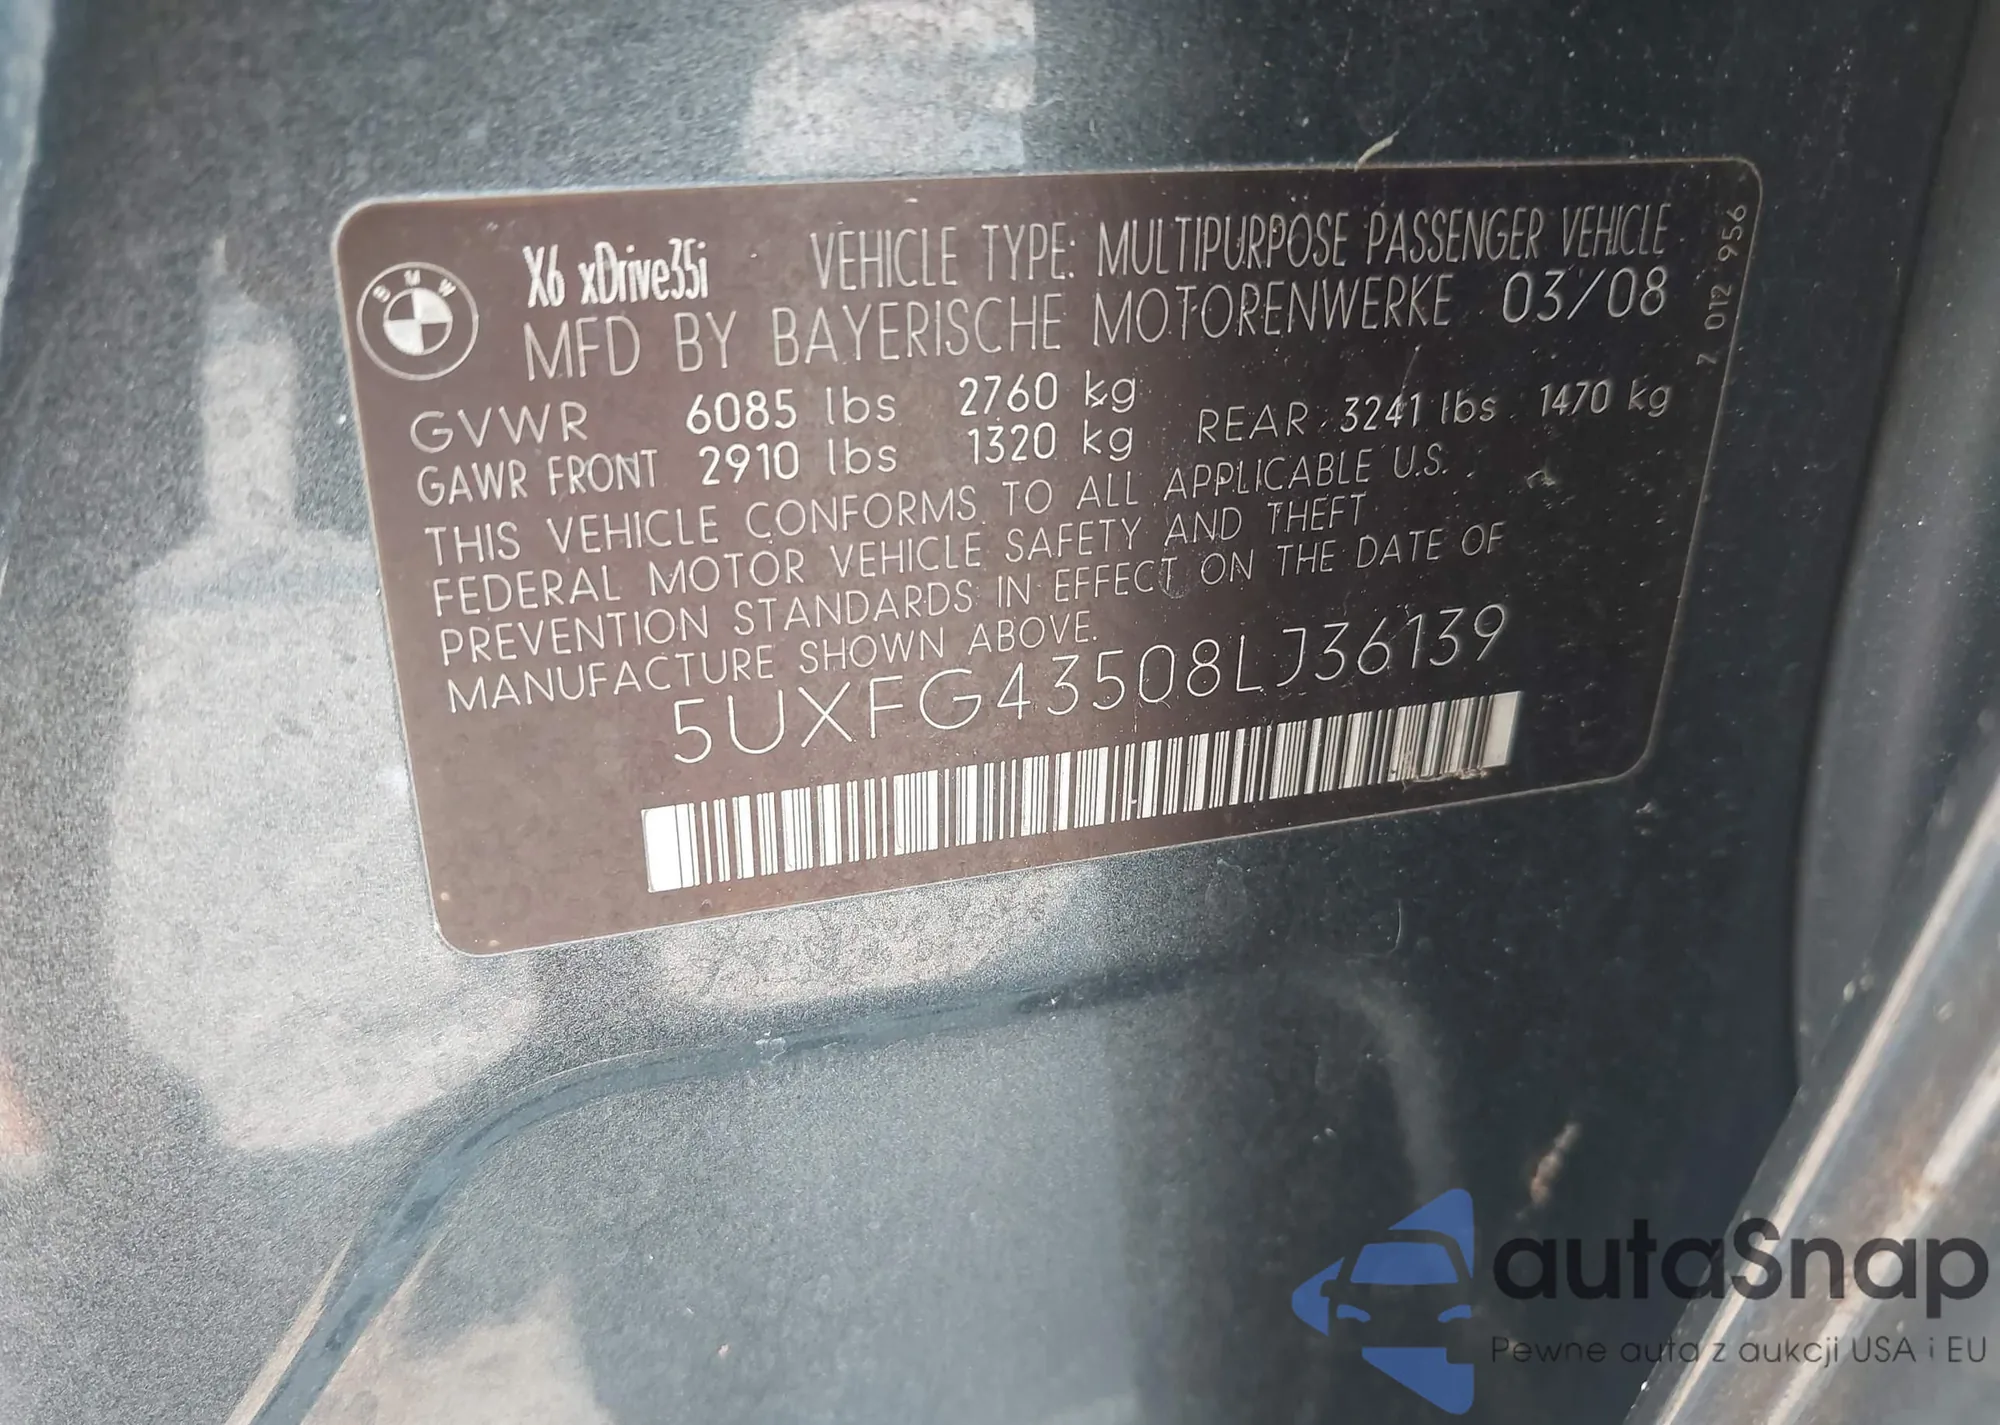 BMW
X6 xDrive35i VEHICLE TYPE: MULTIPURPOSE PASSENGER VEHICLE
MFD BY BAYERISCHE MOTORENWERKE 03/08
GVWR 6085 lbs 2760 kg
GAWR FRONT 2910 lbs 1320 kg REAR 3241 lbs 1470 kg
THIS VEHICLE CONFORMS TO ALL APPLICABLE U.S.
FEDERAL MOTOR VEHICLE SAFETY AND THEFT
PREVENTION STANDARDS IN EFFECT ON THE DATE OF
MANUFACTURE SHOWN ABOVE.
5UXFG43508LJ36139
7 012 956
autaSnap
Pewne auta z aukcji USA i EU